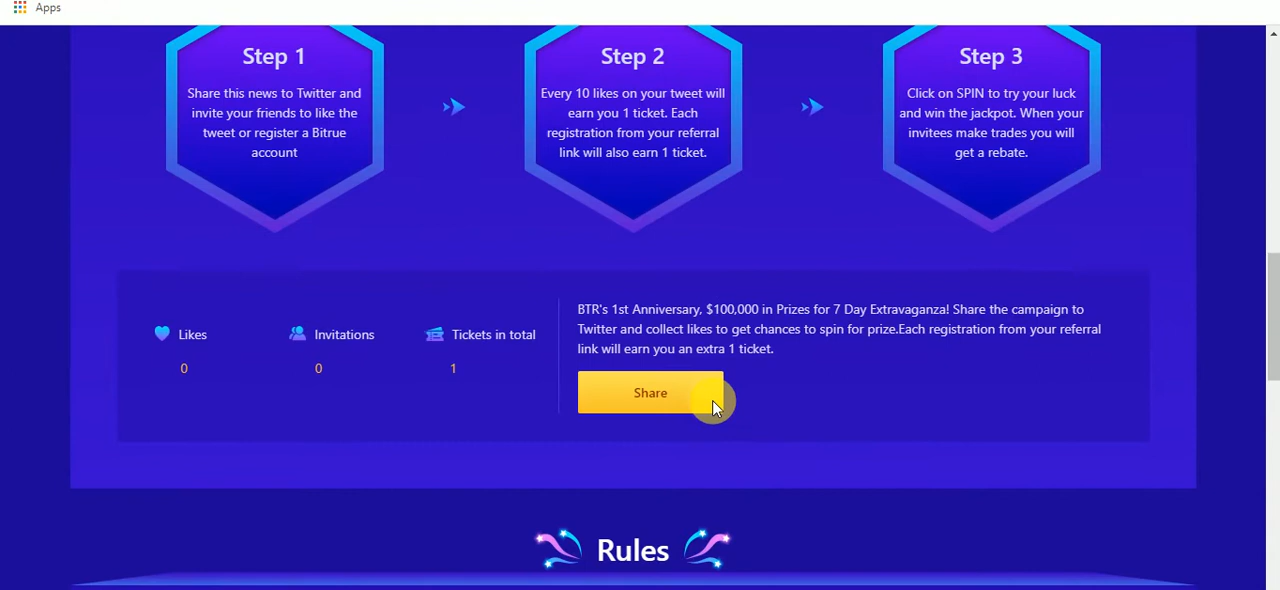 Apps
Step 1
Share this news to Twitter and
invite your friends to like the
tweet or register a Bitrue
account
Step 2
Every 10 likes on your tweet will
earn you 1 ticket. Each
registration from your referral
link will also earn 1 ticket.
Step 3
Click on SPIN to try your luck
and win the jackpot. When your
invitees make trades you will
get a rebate.
Likes
0
Invitations
0
Tickets in total
1
BTR's 1st Anniversary, $100,000 in Prizes for 7 Day Extravaganza! Share the campaign to
Twitter and collect likes to get chances to spin for prize.Each registration from your referral
link will earn you an extra 1 ticket.
Share
Rules